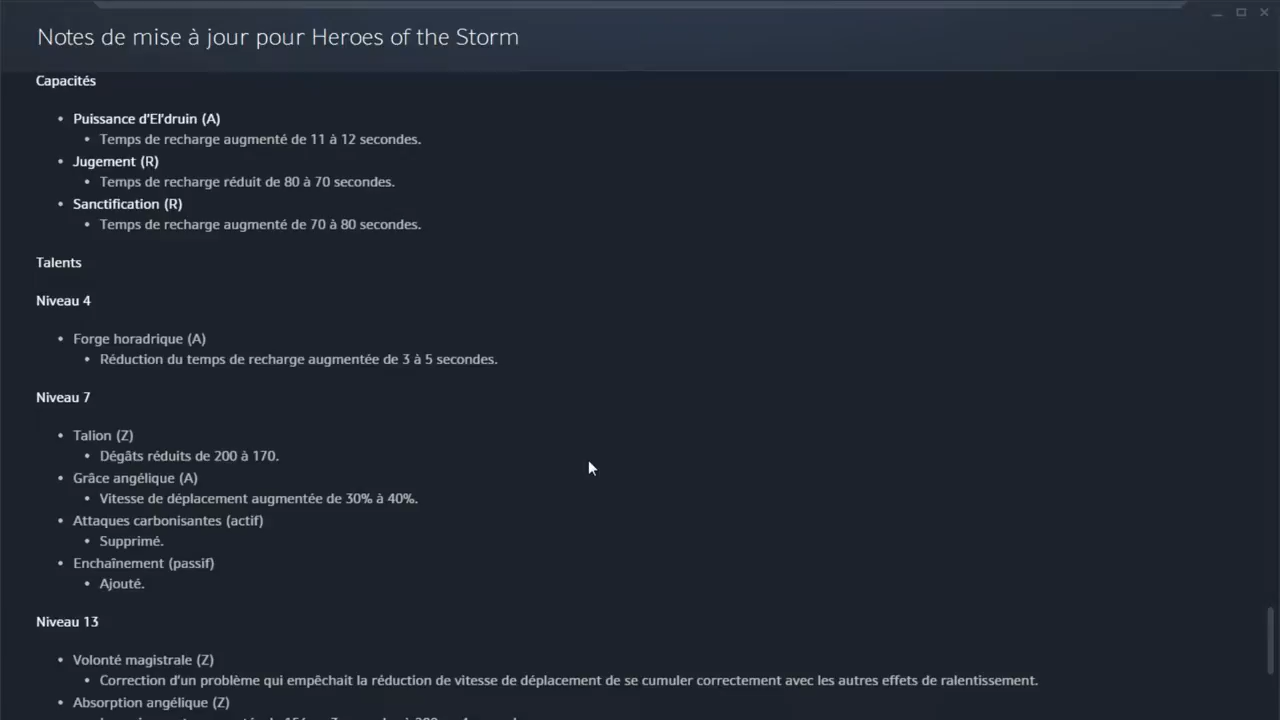 Notes de mise à jour pour Heroes of the Storm
Capacités
• Puissance d'El'druin (A)
• Temps de recharge augmenté de 11 à 12 secondes.
• Jugement (R)
• Temps de recharge réduit de 80 à 70 secondes.
• Sanctification (R)
• Temps de recharge augmenté de 70 à 80 secondes.
Talents
Niveau 4
• Forge horadrique (A)
• Réduction du temps de recharge augmentée de 3 à 5 secondes.
Niveau 7
• Talion (Z)
• Dégâts réduits de 200 à 170.
• Grâce angélique (A)
• Vitesse de déplacement augmentée de 30% à 40%.
• Attaques carbonisantes (actif)
• Supprimé.
• Enchaînement (passif)
• Ajouté.
Niveau 13
• Volonté magistrale (Z)
• Correction d'un problème qui empêchait la réduction de vitesse de déplacement de se cumuler correctement avec les autres effets de ralentissement.
• Absorption angélique (Z)